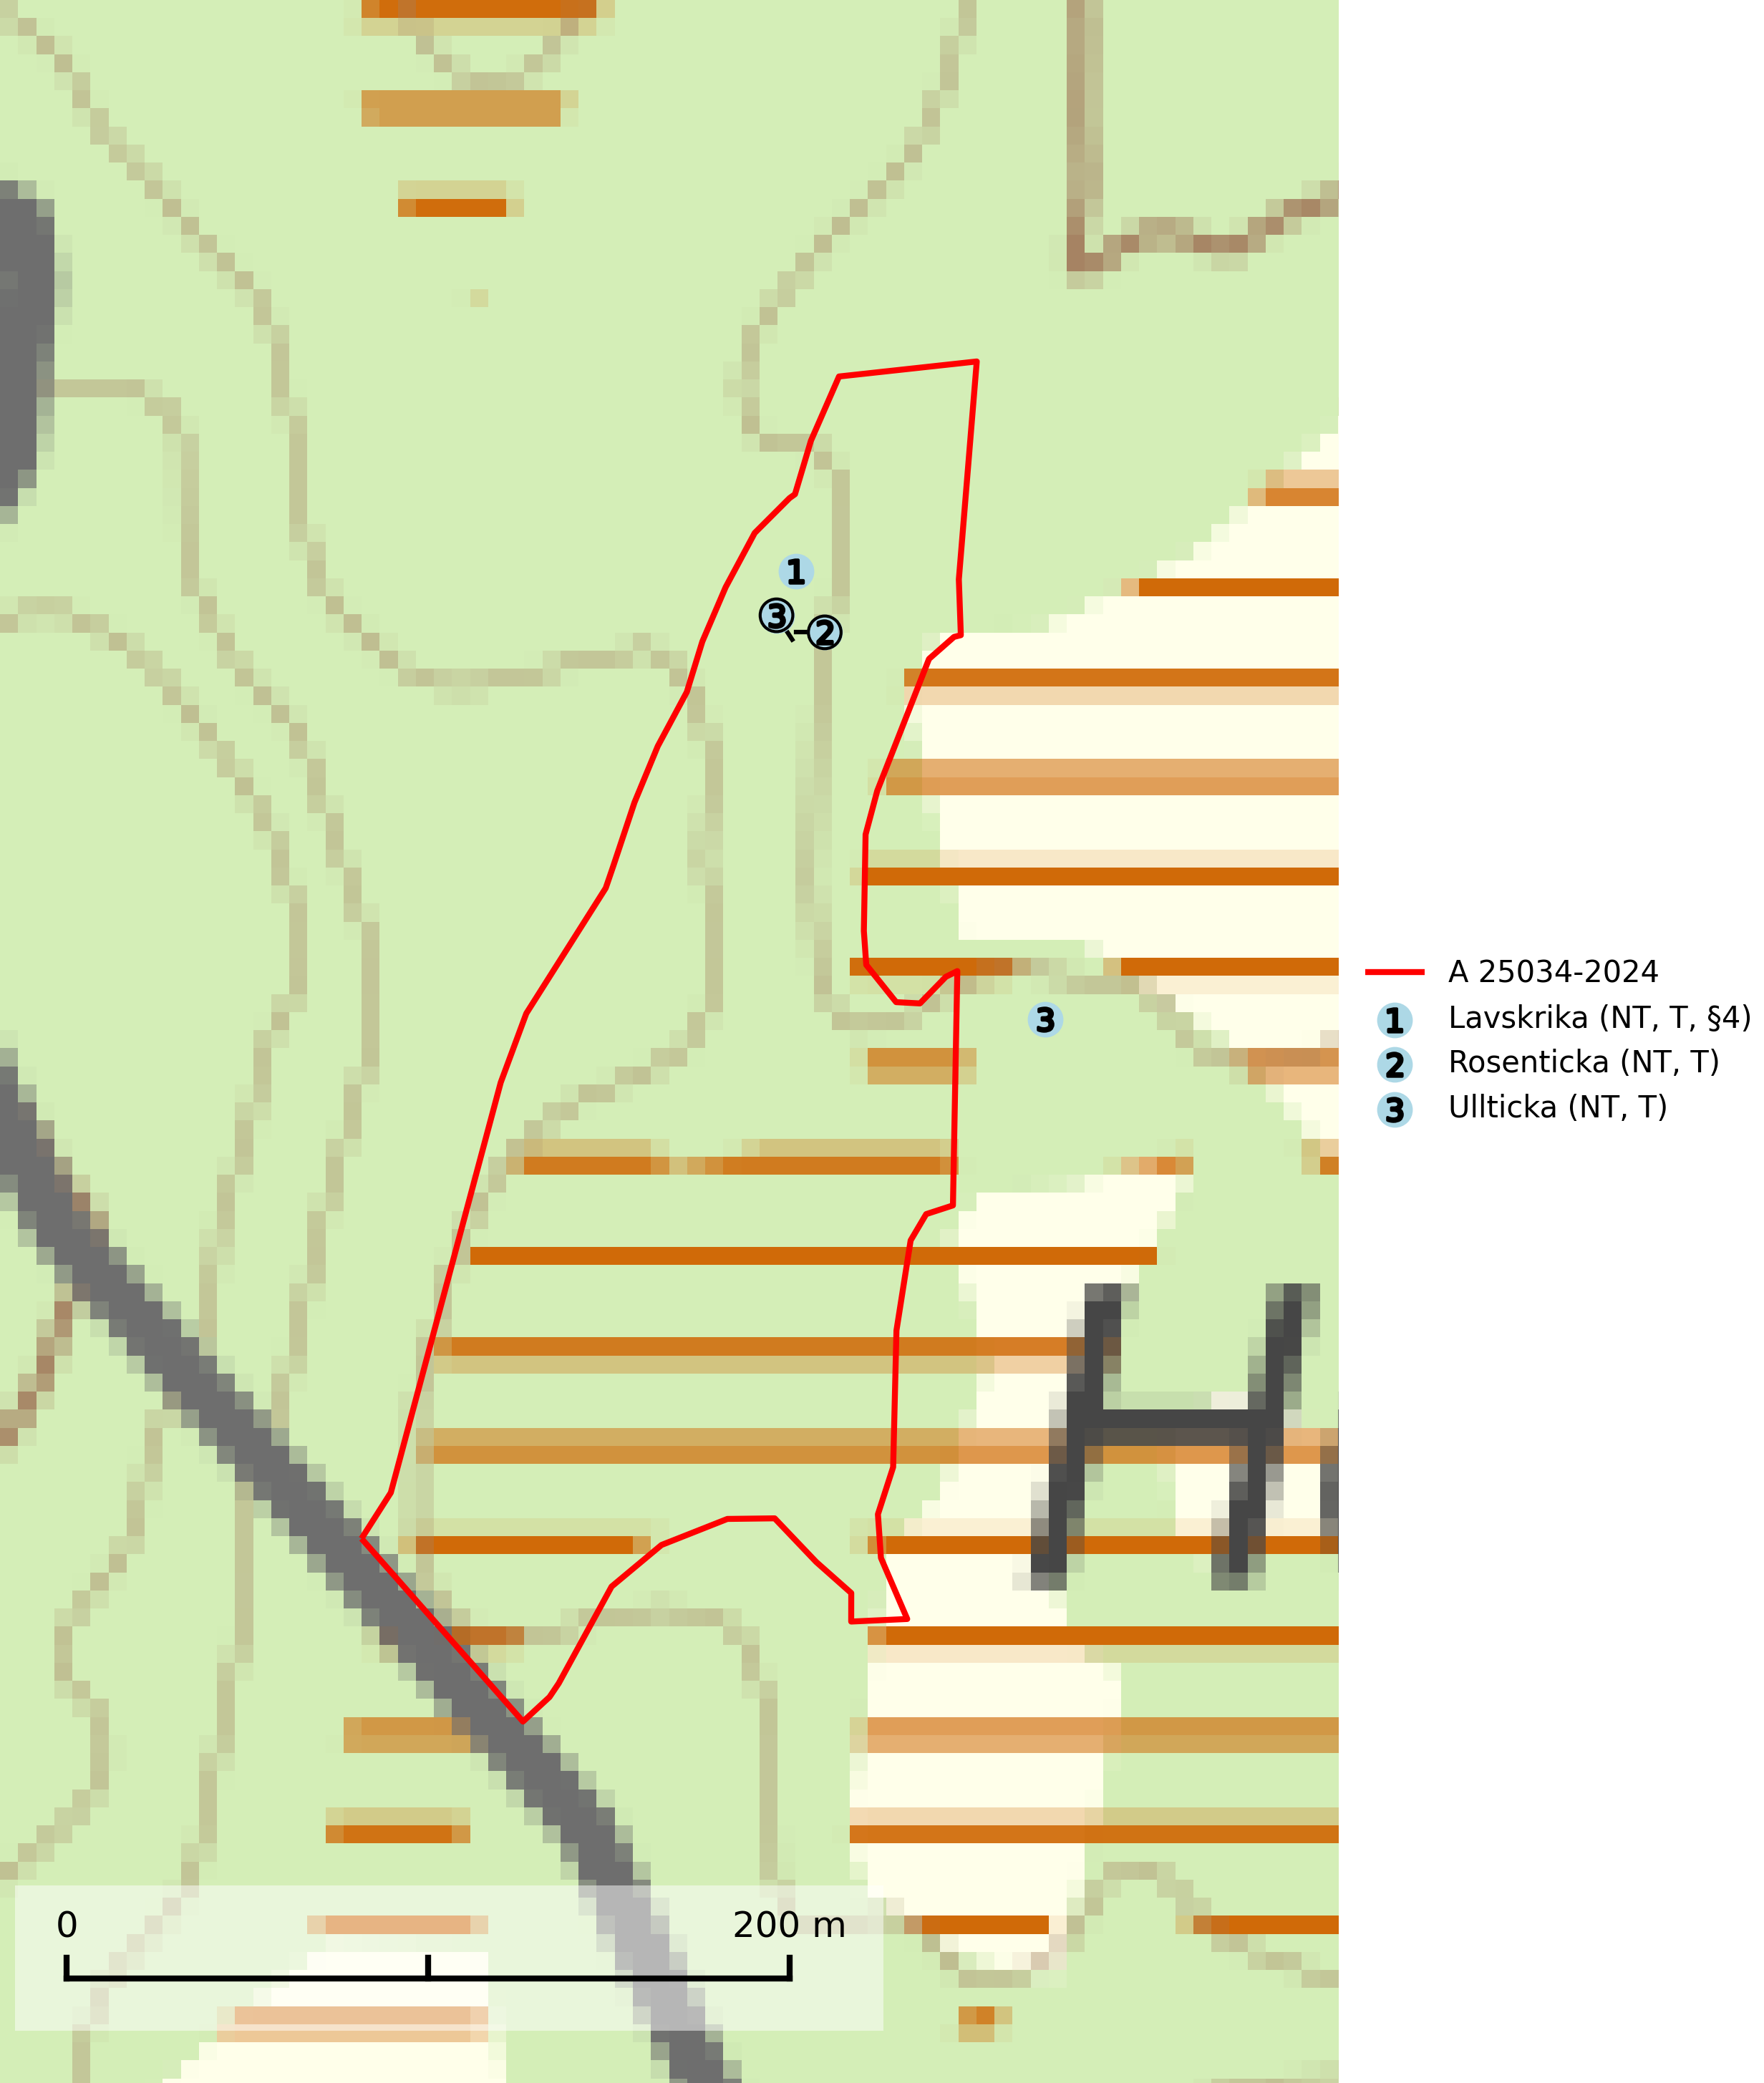 1
3
2
3
A 25034-2024
1 Lavskrika (NT, T, §4)
2 Rosenticka (NT, T)
3 Ullticka (NT, T)
0 200 m